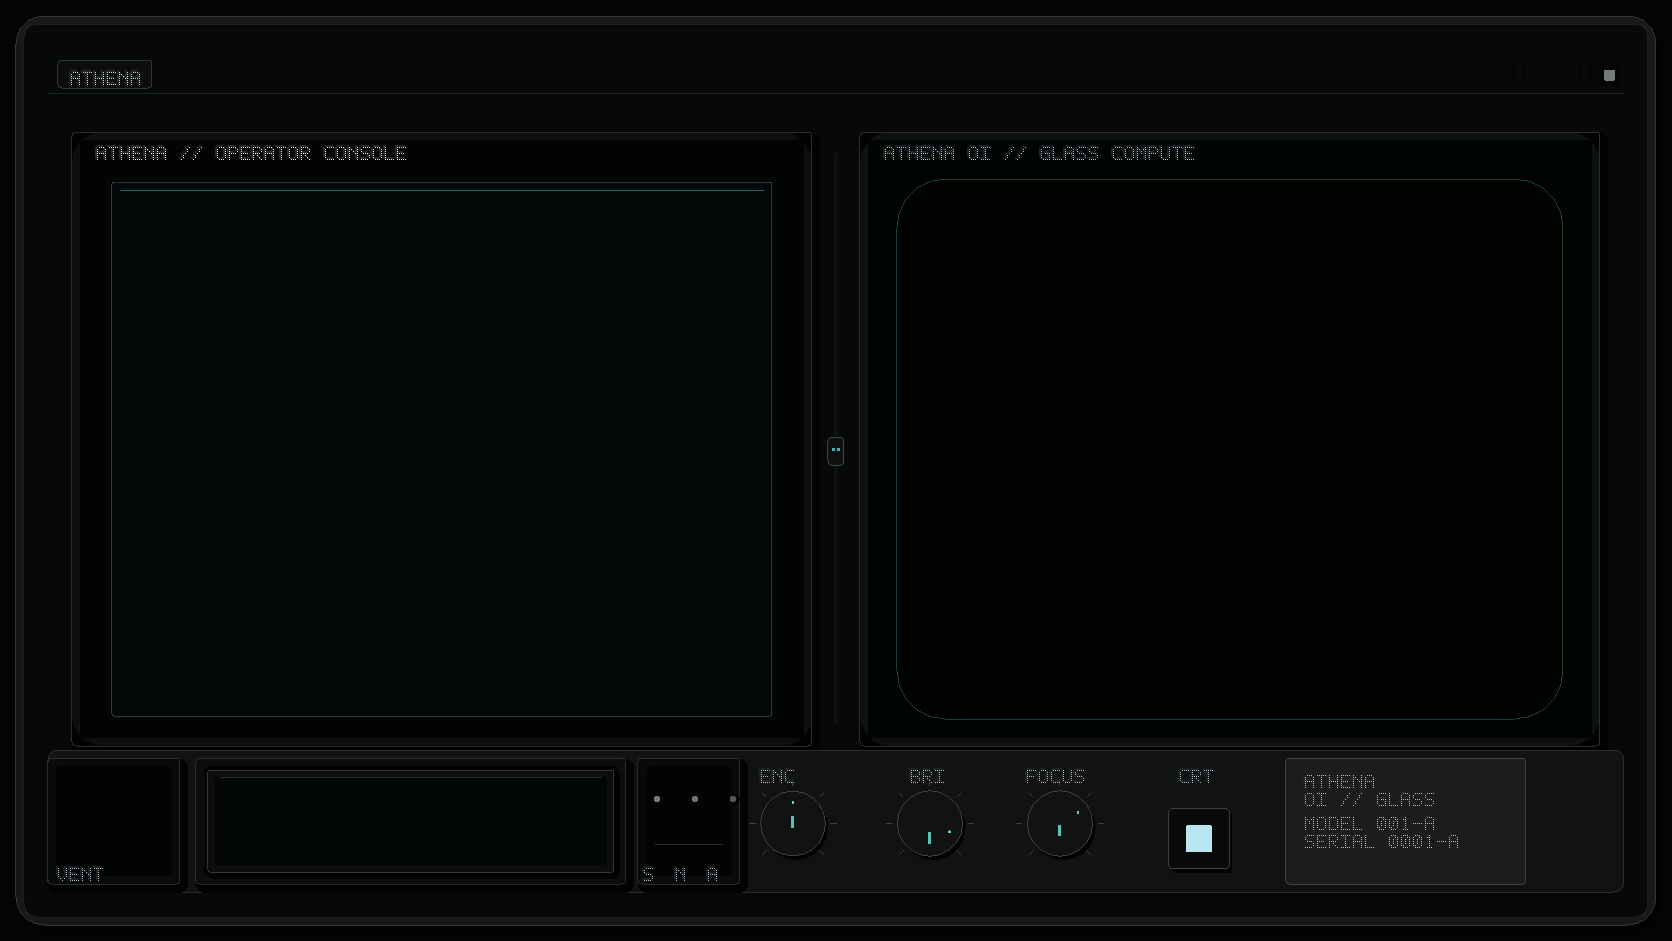 ATHENA
ATHENA // OPERATOR CONSOLE
ATHENA OI // GLASS COMPUTE
ENC
BRI
FOCUS
CRT
VENT
S N A
ATHENA
OI // GLASS
MODEL 001-A
SERIAL 0001-A